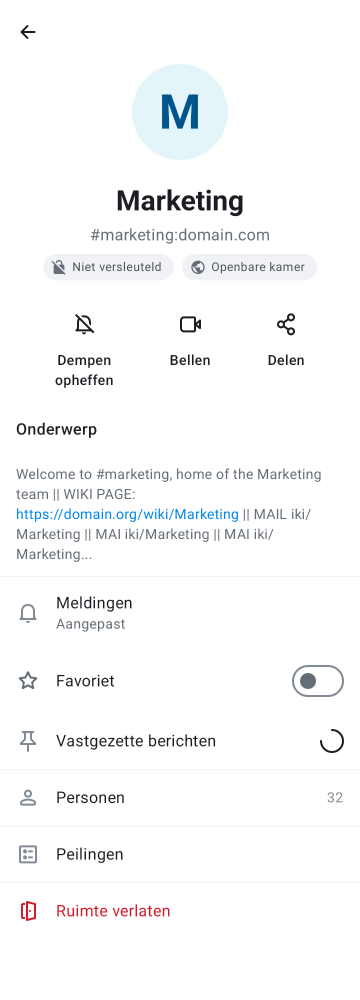 M
Marketing
#marketing:domain.com
Niet versleuteld Openbare kamer
Dempen opheffen Bellen Delen
Onderwerp
Welcome to #marketing, home of the Marketing
team || WIKI PAGE:
https://domain.org/wiki/Marketing || MAIL iki/
Marketing || MAI iki/Marketing || MAI iki/
Marketing...
Meldingen
Aangepast
Favoriet
Vastgezette berichten
Personen 32
Peilingen
Ruimte verlaten